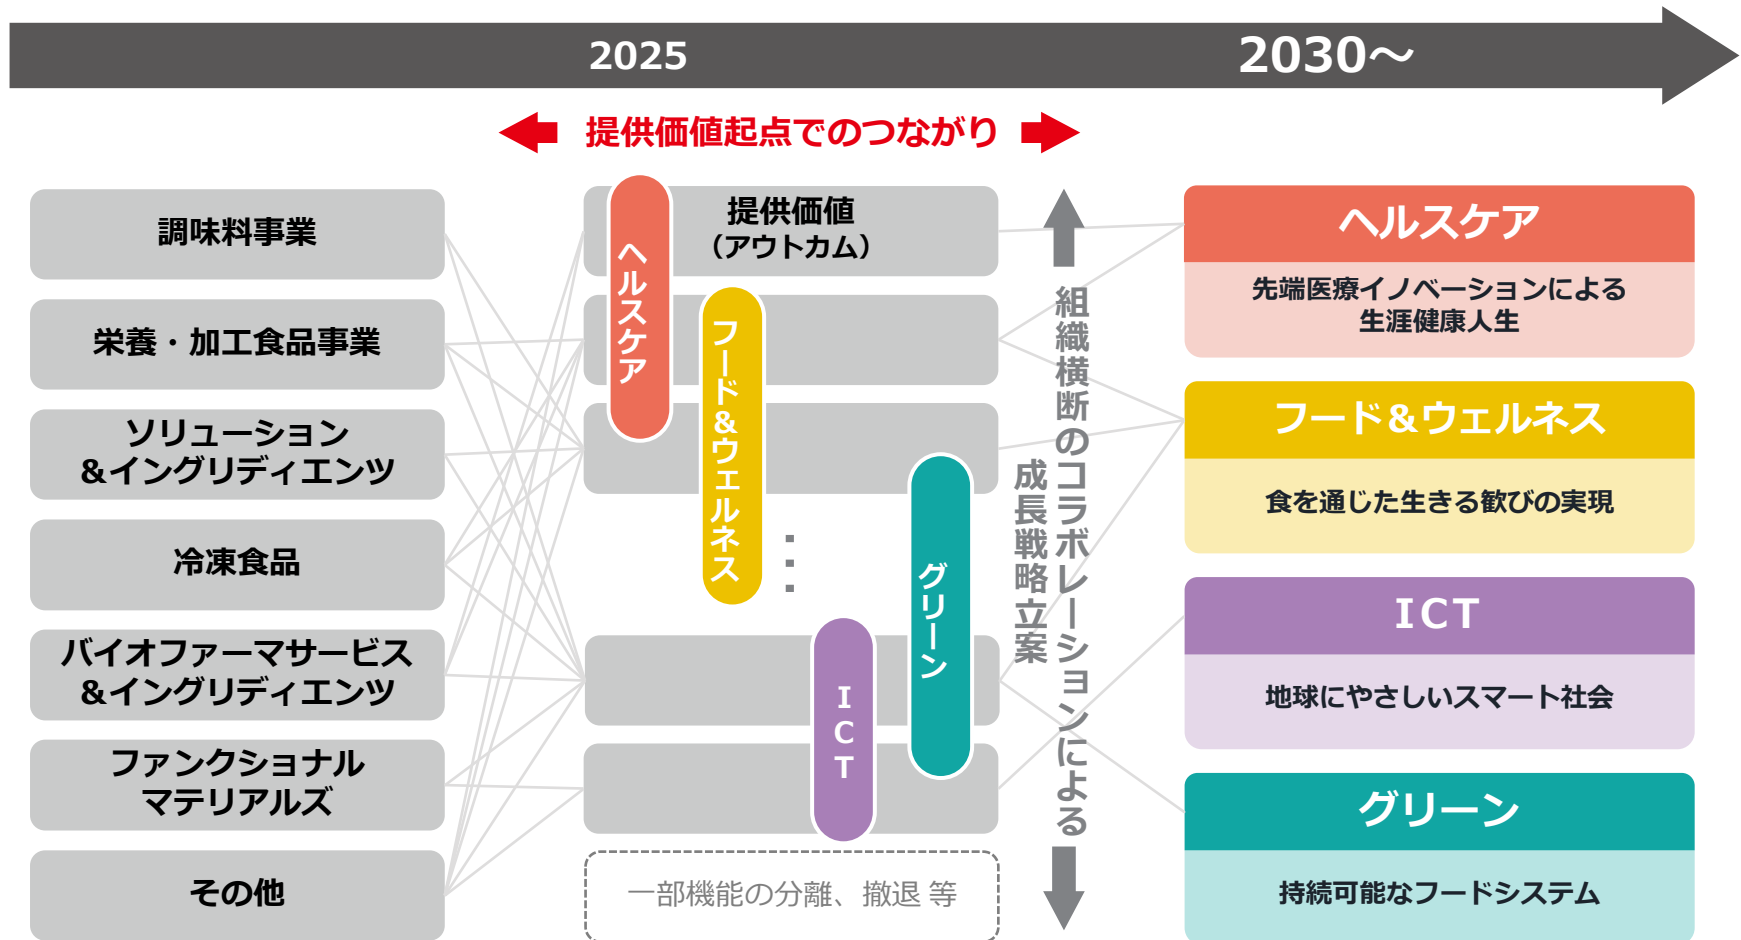 2025
2030～
提供価値起点でのつながり
調味料事業
栄養・加工食品事業
ソリューション
＆イングリディエンツ
冷凍食品
バイオファーマサービス
＆イングリディエンツ
ファンクショナル
マテリアルズ
その他
提供価値
（アウトカム）
ヘルスケア
フード&ウエルネス
グリーン
ICT
一部機能の分離、撤退 等
組織横断のコラボレーションによる
成長戦略立案
ヘルスケア
先端医療イノベーションによる
生涯健康人生
フード&ウェルネス
食を通じた生きる歓びの実現
ICT
地球にやさしいスマート社会
グリーン
持続可能なフードシステム